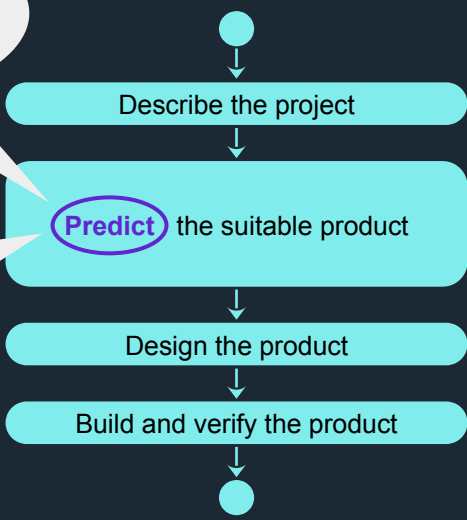 Describe the project
Predict the suitable product
Design the product
Build and verify the product